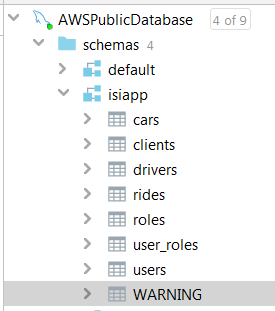 AWSPublicDatabase 4 of 9
schemas 4
default
isiapp
cars
clients
drivers
rides
roles
user_roles
users
WARNING